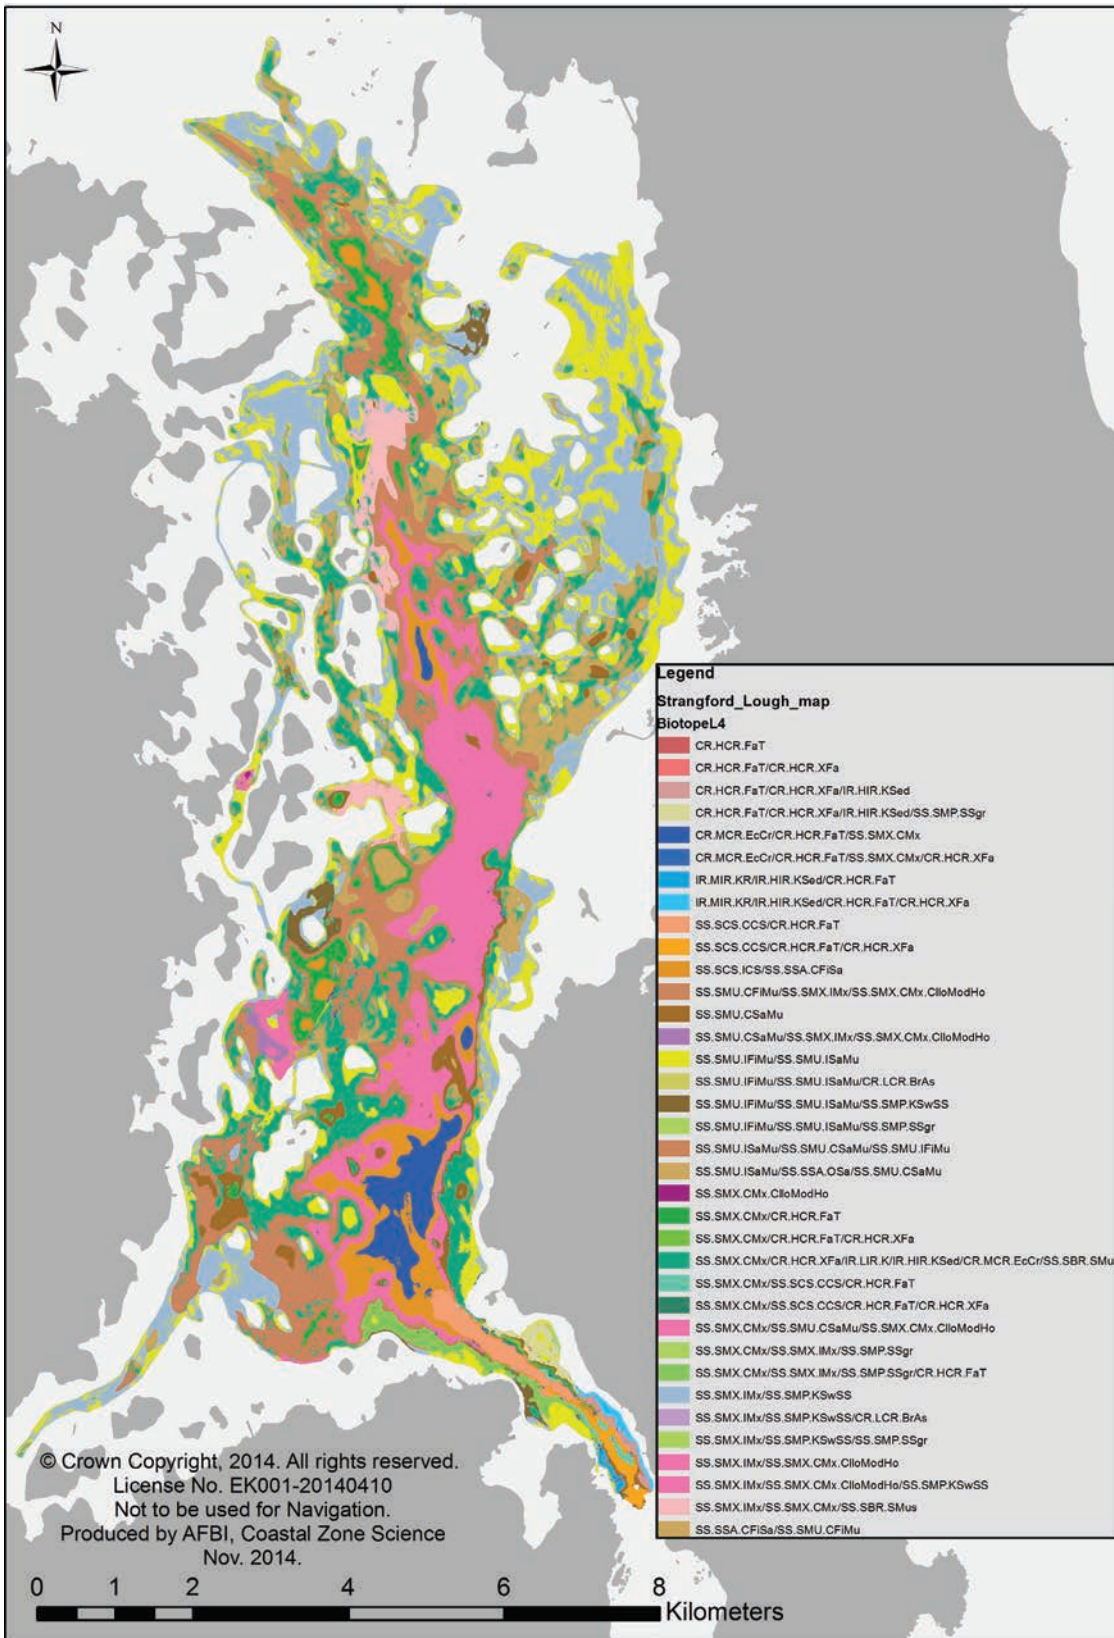 N
Legend
Strangford_Lough_map
BiotopeL4
CR.HCR.FaT
CR.HCR.FaT/CR.HCR.XFa
CR.HCR.FaT/CR.HCR.XFa/IR.HIR.KSed
CR.HCR.FaT/CR.HCR.XFa/IR.HIR.KSed/SS.SMP.SSgr
CR.MCR.EcCr/CR.HCR.FaT/SS.SMX.CMx
CR.MCR.EcCr/CR.HCR.FaT/SS.SMX.CMx/CR.HCR.XFa
IR.MIR.KR/IR.HIR.KSed/CR.HCR.FaT
IR.MIR.KR/IR.HIR.KSed/CR.HCR.FaT/CR.HCR.XFa
SS.SCS.CCS/CR.HCR.FaT
SS.SCS.CCS/CR.HCR.FaT/CR.HCR.XFa
SS.SCS.ICS/SS.SSA.CFiSa
SS.SMU.CFiMu/SS.SMX.IMx/SS.SMX.CMx.ClloModHo
SS.SMU.CSaMu
SS.SMU.CSaMu/SS.SMX.IMx/SS.SMX.CMx.ClloModHo
SS.SMU.IFiMu/SS.SMU.ISaMu
SS.SMU.IFiMu/SS.SMU.ISaMu/CR.LCR.BrAs
SS.SMU.IFiMu/SS.SMU.ISaMu/SS.SMP.KSwSS
SS.SMU.IFiMu/SS.SMU.ISaMu/SS.SMP.SSgr
SS.SMU.ISaMu/SS.SMU.CSaMu/SS.SMU.IFiMu
SS.SMU.ISaMu/SS.SSA.OSa/SS.SMU.CSaMu
SS.SMX.CMx.ClloModHo
SS.SMX.CMx/CR.HCR.FaT
SS.SMX.CMx/CR.HCR.FaT/CR.HCR.XFa
SS.SMX.CMx/CR.HCR.XFa/IR.LIR.K/IR.HIR.KSed/CR.MCR.EcCr/SS.SBR.SMu
SS.SMX.CMx/SS.SCS.CCS/CR.HCR.FaT
SS.SMX.CMx/SS.SCS.CCS/CR.HCR.FaT/CR.HCR.XFa
SS.SMX.CMx/SS.SMU.CSaMu/SS.SMX.CMx.ClloModHo
SS.SMX.CMx/SS.SMX.IMx/SS.SMP.SSgr
SS.SMX.CMx/SS.SMX.IMx/SS.SMP.SSgr/CR.HCR.FaT
SS.SMX.IMx/SS.SMP.KSwSS
SS.SMX.IMx/SS.SMP.KSwSS/CR.LCR.BrAs
SS.SMX.IMx/SS.SMP.KSwSS/SS.SMP.SSgr
SS.SMX.IMx/SS.SMX.CMx.ClloModHo
SS.SMX.IMx/SS.SMX.CMx.ClloModHo/SS.SMP.KSwSS
SS.SMX.IMx/SS.SMX.CMx/SS.SBR.SMus
SS.SSA.CFiSa/SS.SMU.CFiMu
© Crown Copyright, 2014. All rights reserved.
License No. EK001-20140410
Not to be used for Navigation.
Produced by AFBI, Coastal Zone Science
Nov. 2014.
0 1 2 4 6 8
Kilometers